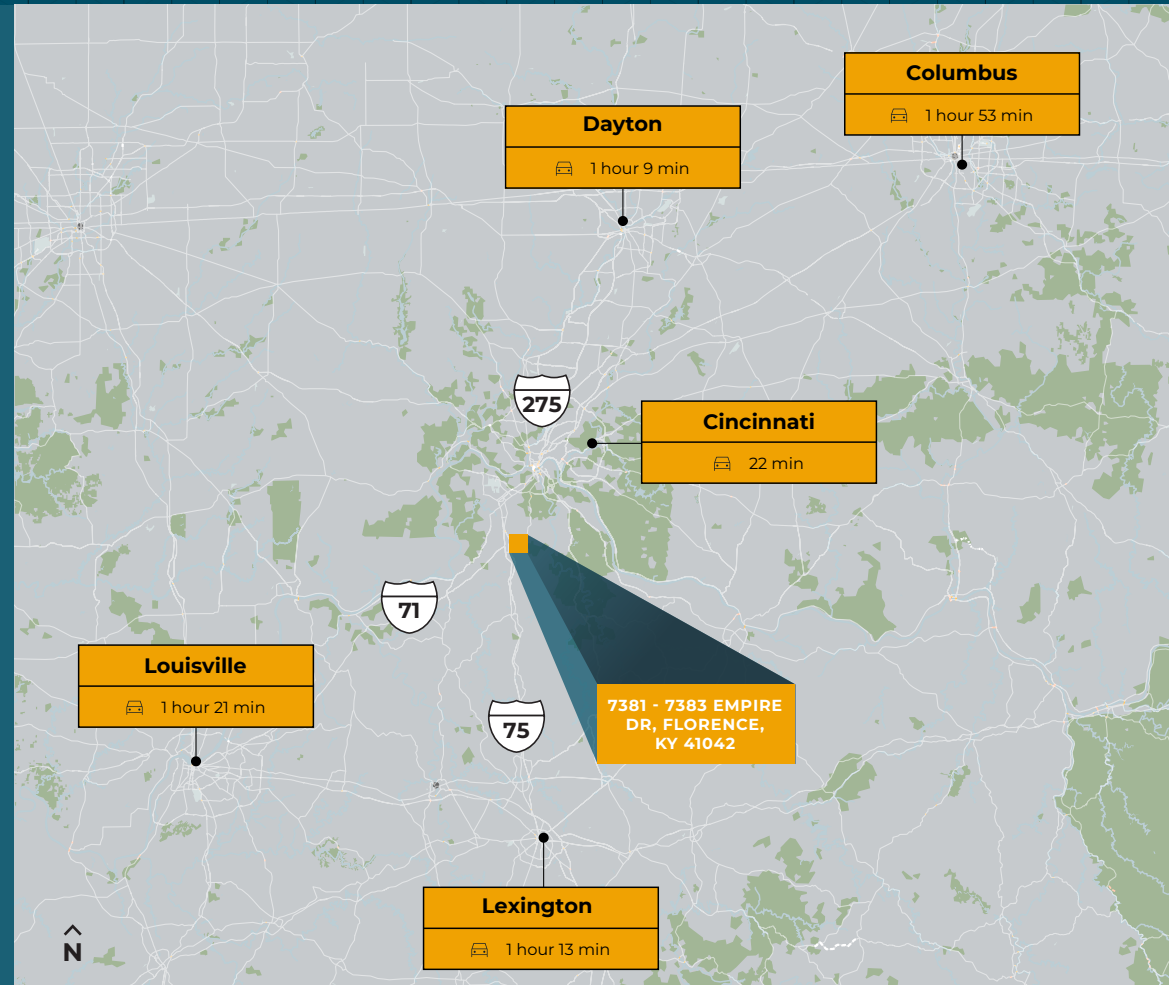 Columbus
1 hour 53 min
Dayton
1 hour 9 min
275
Cincinnati
22 min
71
Louisville
1 hour 21 min
75
7381 - 7383 EMPIRE
DR, FLORENCE,
KY 41042
Lexington
1 hour 13 min
N